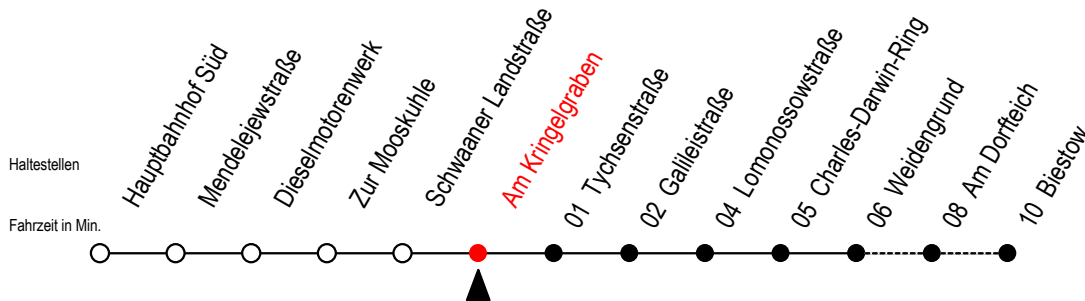 Haltestellen
Fahrzeit in Min.
Hauptbahnhof Süd
Mendelejewstraße
Dieselmotorenwerk
Zur Mooskuhle
Schwaaner Landstraße
Am Kringelgraben
01 Tychsenstraße
02 Galileistraße
04 Lomonossowstraße
05 Charles-Darwin-Ring
06 Weidengrund
08 Am Dorfteich
10 Biestow